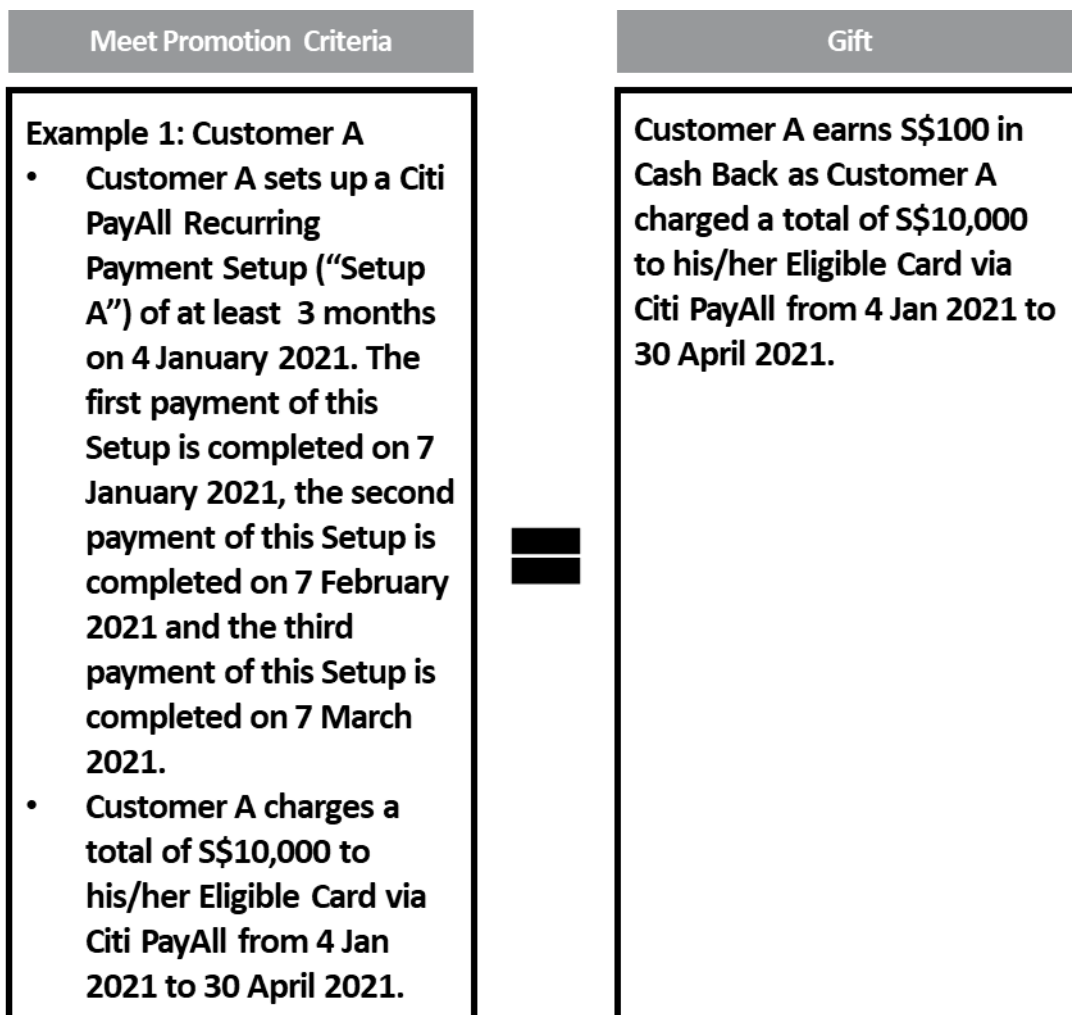 Meet Promotion Criteria
Gift
Example 1: Customer A
• Customer A sets up a Citi
PayAll Recurring
Payment Setup (“Setup
A”) of at least 3 months
on 4 January 2021. The
first payment of this
Setup is completed on 7
January 2021, the second
payment of this Setup is
completed on 7 February
2021 and the third
payment of this Setup is
completed on 7 March
2021.
• Customer A charges a
total of S$10,000 to
his/her Eligible Card via
Citi PayAll from 4 Jan
2021 to 30 April 2021.
Customer A earns S$100 in
Cash Back as Customer A
charged a total of S$10,000
to his/her Eligible Card via
Citi PayAll from 4 Jan 2021 to
30 April 2021.